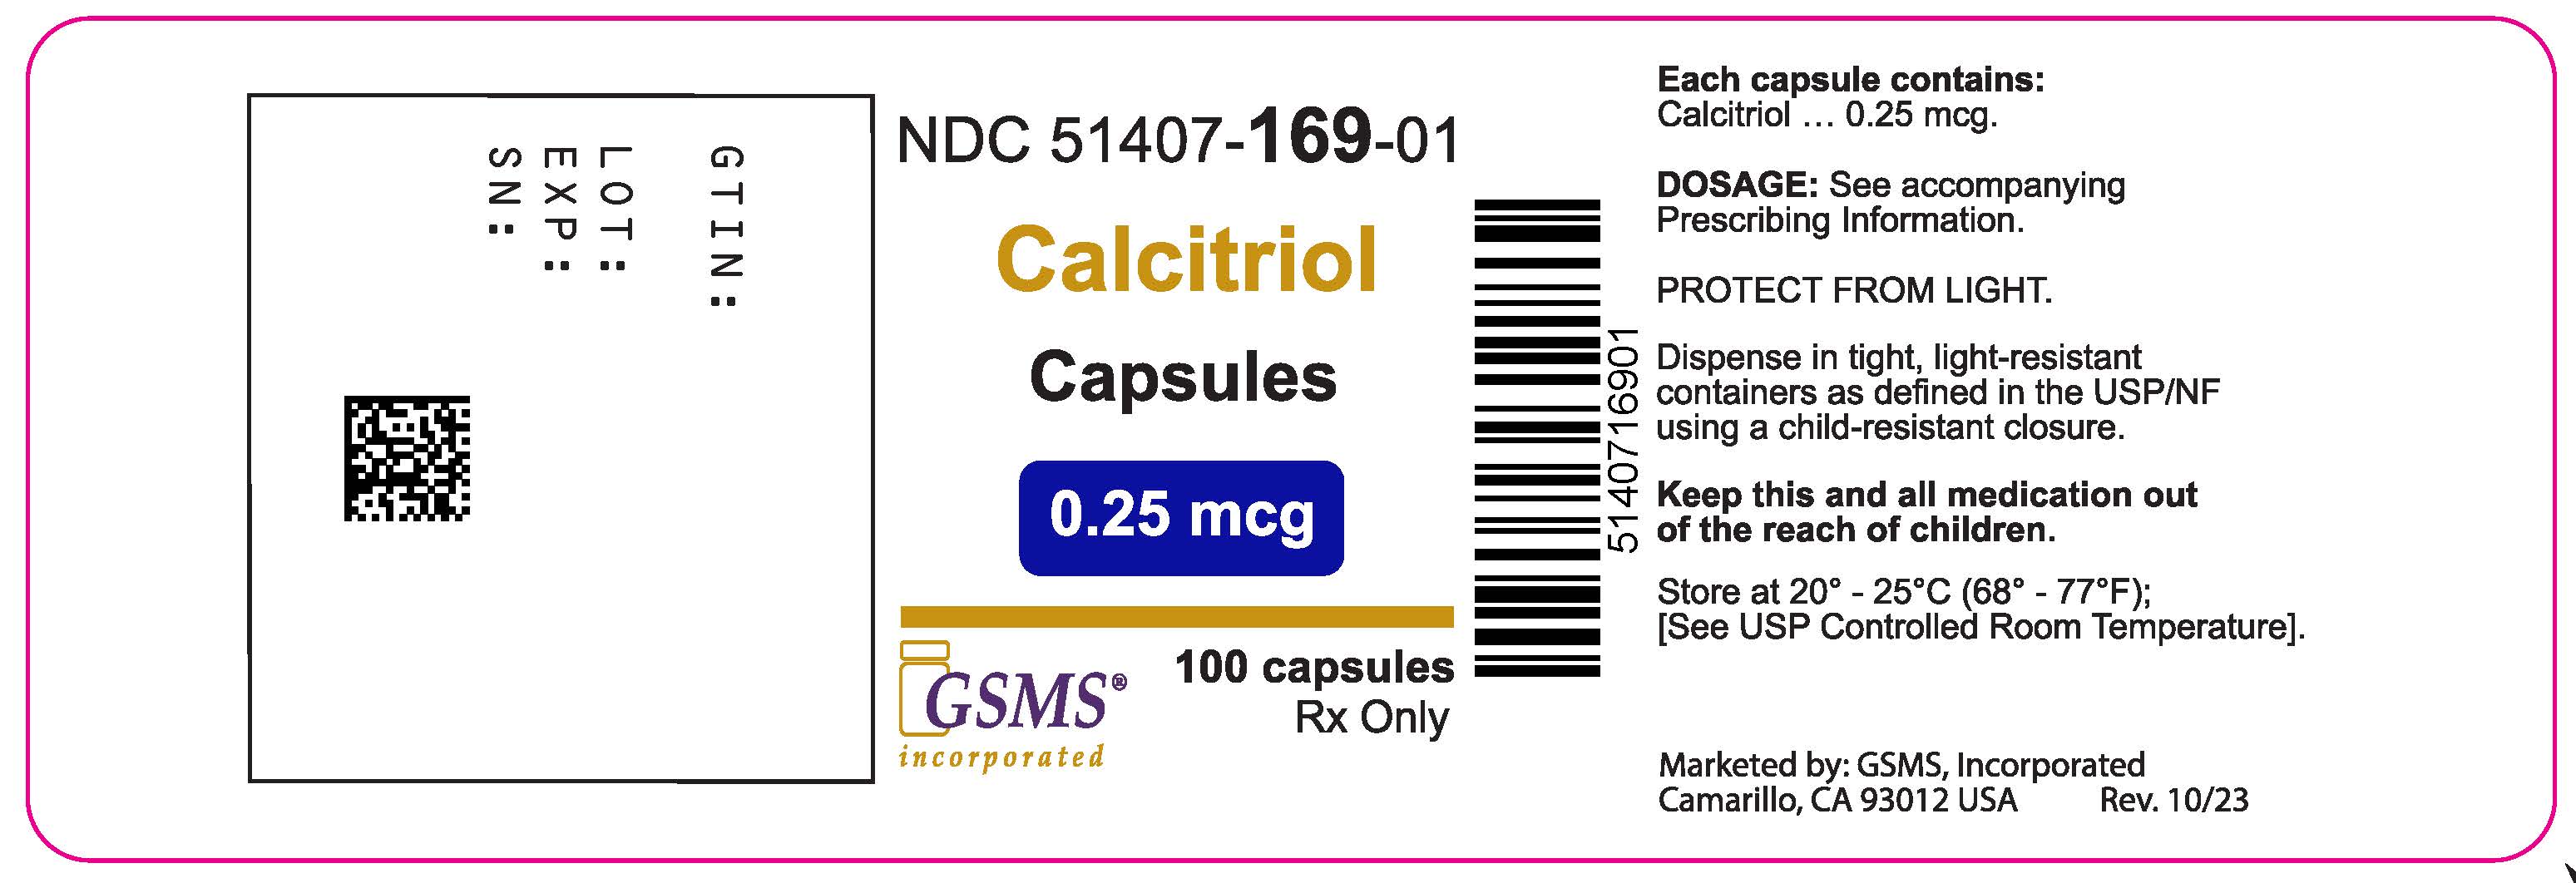 GTIN:
LOT:
EXP:
SN:
NDC 51407-169-01
Calcitriol
Capsules
0.25 mcg
GSMS®
incorporated
100 capsules
Rx Only
5140716901
Each capsule contains:
Calcitriol … 0.25 mcg.
DOSAGE: See accompanying
Prescribing Information.
PROTECT FROM LIGHT.
Dispense in tight, light-resistant
containers as defined in the USP/NF
using a child-resistant closure.
Keep this and all medication out
of the reach of children.
Store at 20° - 25°C (68° - 77°F);
[See USP Controlled Room Temperature].
Marketed by: GSMS, Incorporated
Camarillo, CA 93012 USA Rev. 10/23